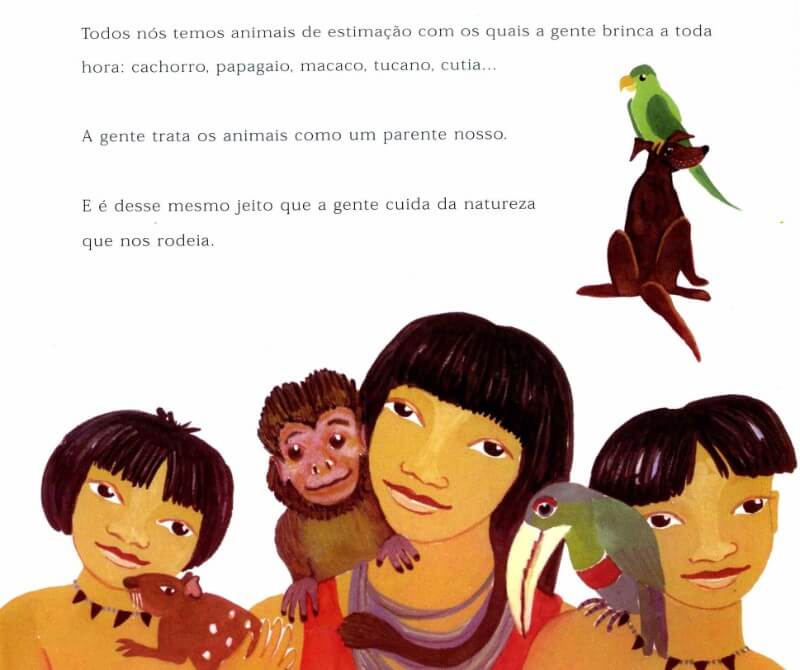 Todos nós temos animais de estimação com os quais a gente brinca a toda
hora: cachorro, papagaio, macaco, tucano, cutia...
A gente trata os animais como um parente nosso.
E é desse mesmo jeito que a gente cuida da natureza
que nos rodeia.